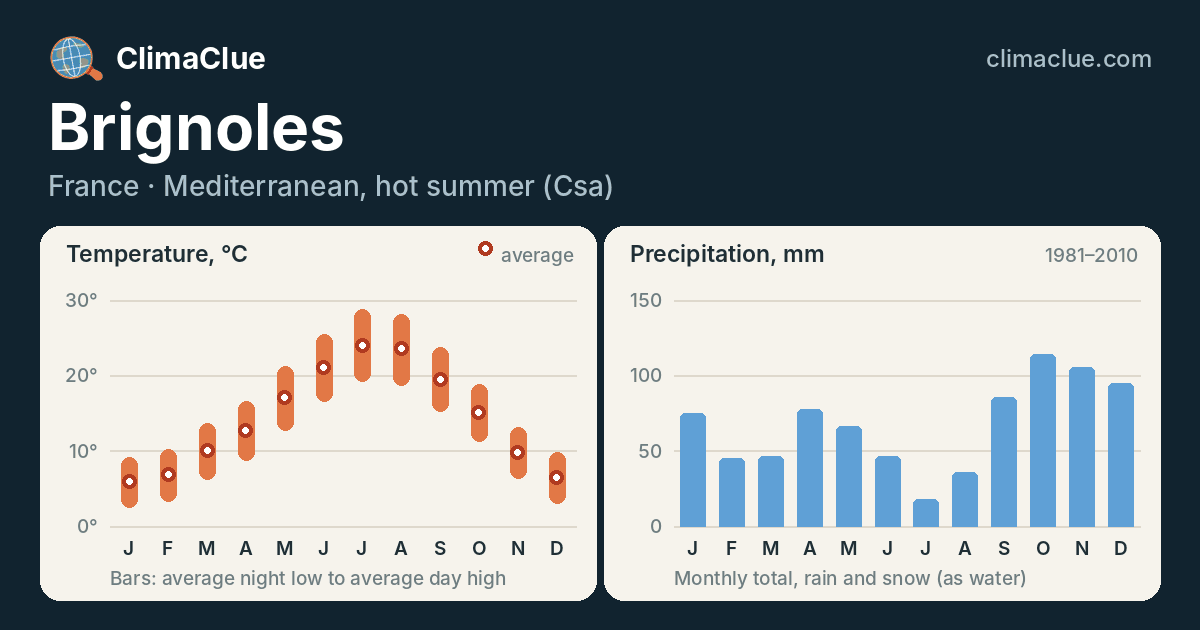 ClimaClue
climaclue.com
Brignoles
France · Mediterranean, hot summer (Csa)
Temperature, °C
average
30°
20°
10°
0°
J F M A M J J A S O N D
Bars: average night low to average day high
Precipitation, mm
1981–2010
150
100
50
0
J F M A M J J A S O N D
Monthly total, rain and snow (as water)